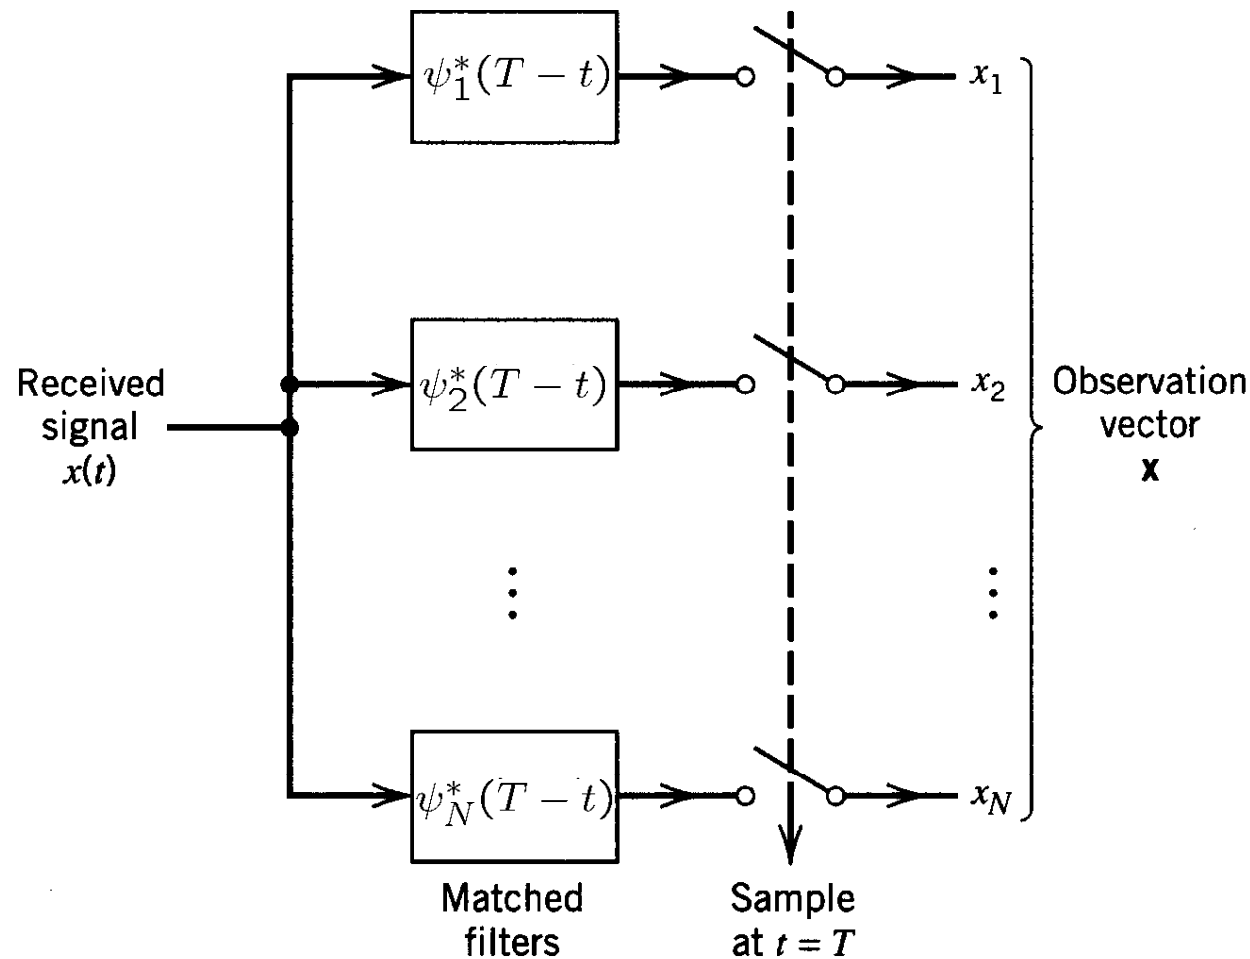 ψ₁*(T − t)
x₁
Received
signal
x(t)
ψ₂*(T − t)
x₂
Observation
vector
x
ψ_N*(T − t)
x_N
Matched
filters
Sample
at t = T